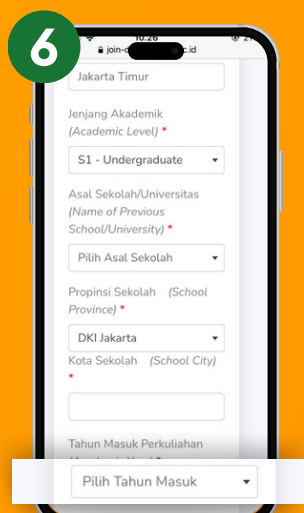 6
10.26
join-
c.id
Jakarta Timur
Jenjang Akademik
(Academic Level) *
S1 - Undergraduate
Asal Sekolah/Universitas
(Name of Previous
School/University) *
Pilih Asal Sekolah
Propinsi Sekolah (School
Province) *
DKI Jakarta
Kota Sekolah (School City)
*
Tahun Masuk Perkuliahan
Pilih Tahun Masuk